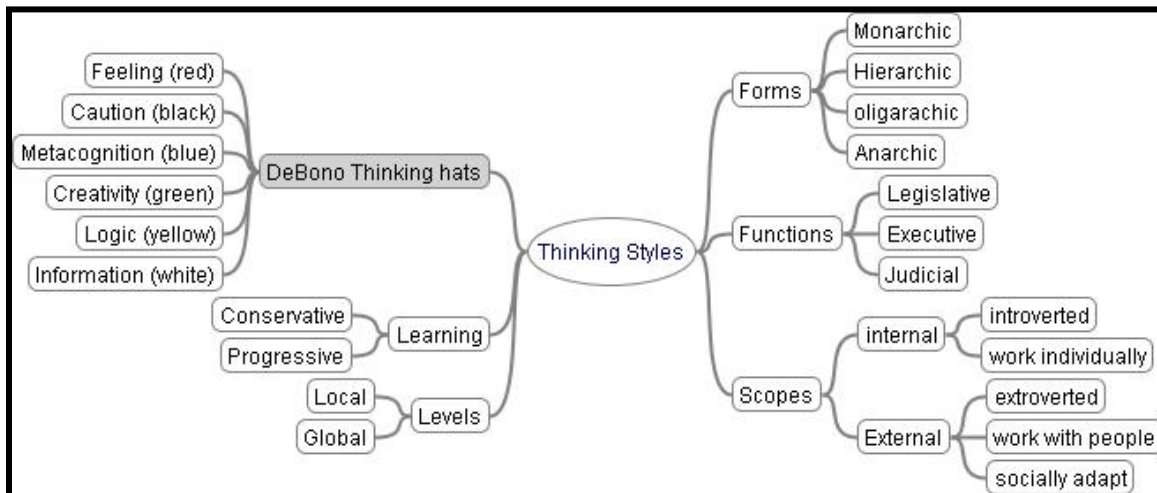 Thinking Styles
DeBono Thinking hats
Feeling (red)
Caution (black)
Metacognition (blue)
Creativity (green)
Logic (yellow)
Information (white)
Learning
Conservative
Progressive
Levels
Local
Global
Forms
Monarchic
Hierarchic
oligarachic
Anarchic
Functions
Legislative
Executive
Judicial
Scopes
internal
introverted
work individually
External
extroverted
work with people
socially adapt